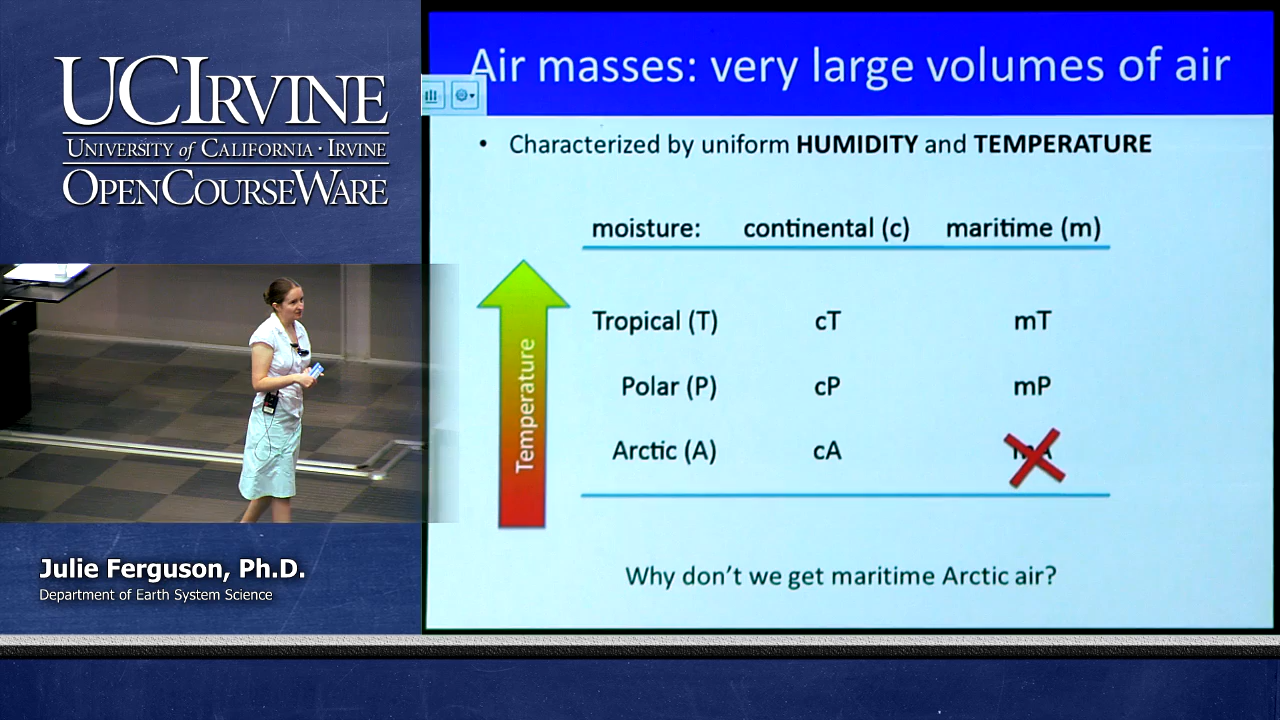 UCIRVINE
UNIVERSITY of CALIFORNIA · IRVINE
OPENCOURSEWARE
Air masses: very large volumes of air
• Characterized by uniform HUMIDITY and TEMPERATURE
moisture: continental (c) maritime (m)
Temperature
Tropical (T) cT mT
Polar (P) cP mP
Arctic (A) cA
Why don't we get maritime Arctic air?
Julie Ferguson, Ph.D.
Department of Earth System Science